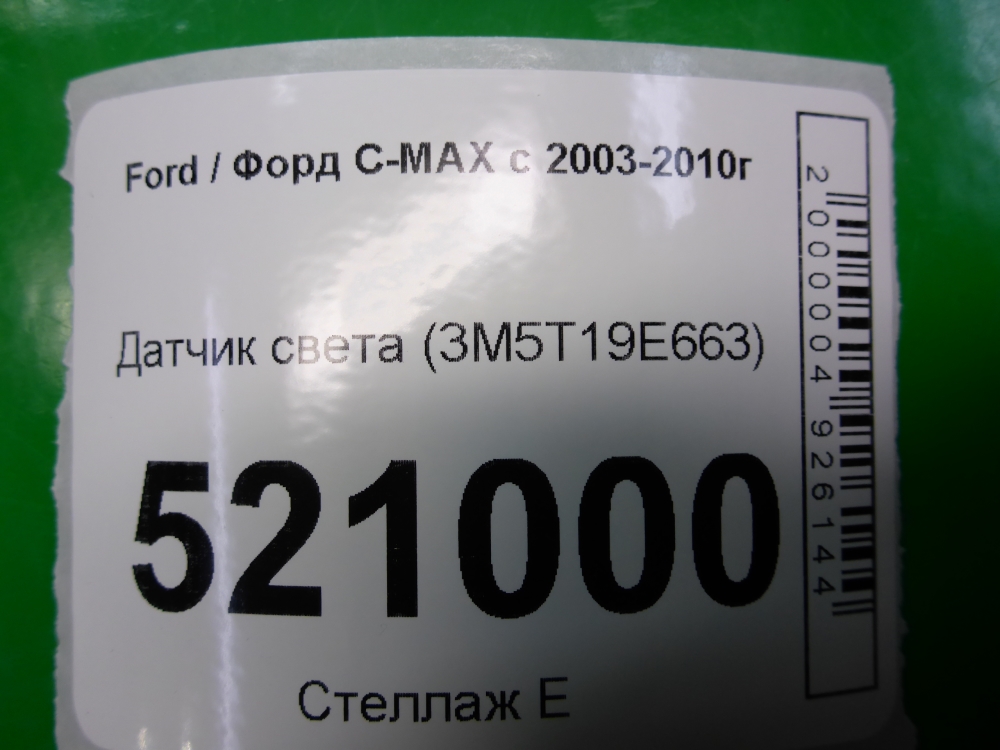 Ford / Форд C-MAX с 2003-2010г
Датчик света (3M5T19E663)
521000
Стеллаж E
2000004926144